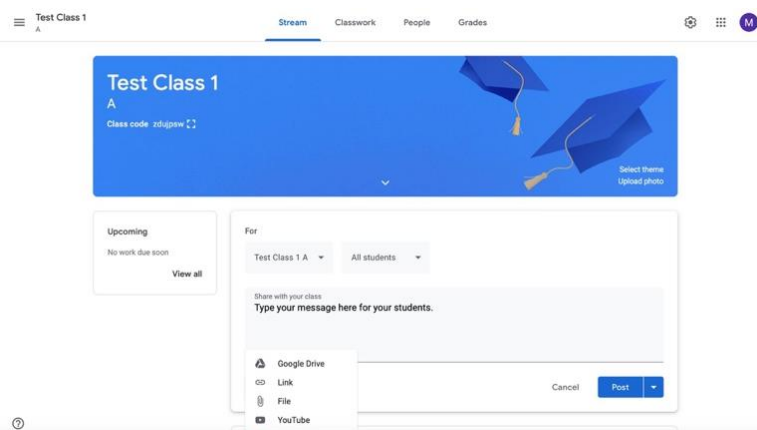 Test Class 1
A
Stream Classwork People Grades
M
Test Class 1
A
Class code zdujpsw
Select theme
Upload photo
Upcoming
No work due soon
View all
For
Test Class 1 A All students
Share with your class
Type your message here for your students.
Google Drive
Link
File
YouTube
Cancel Post